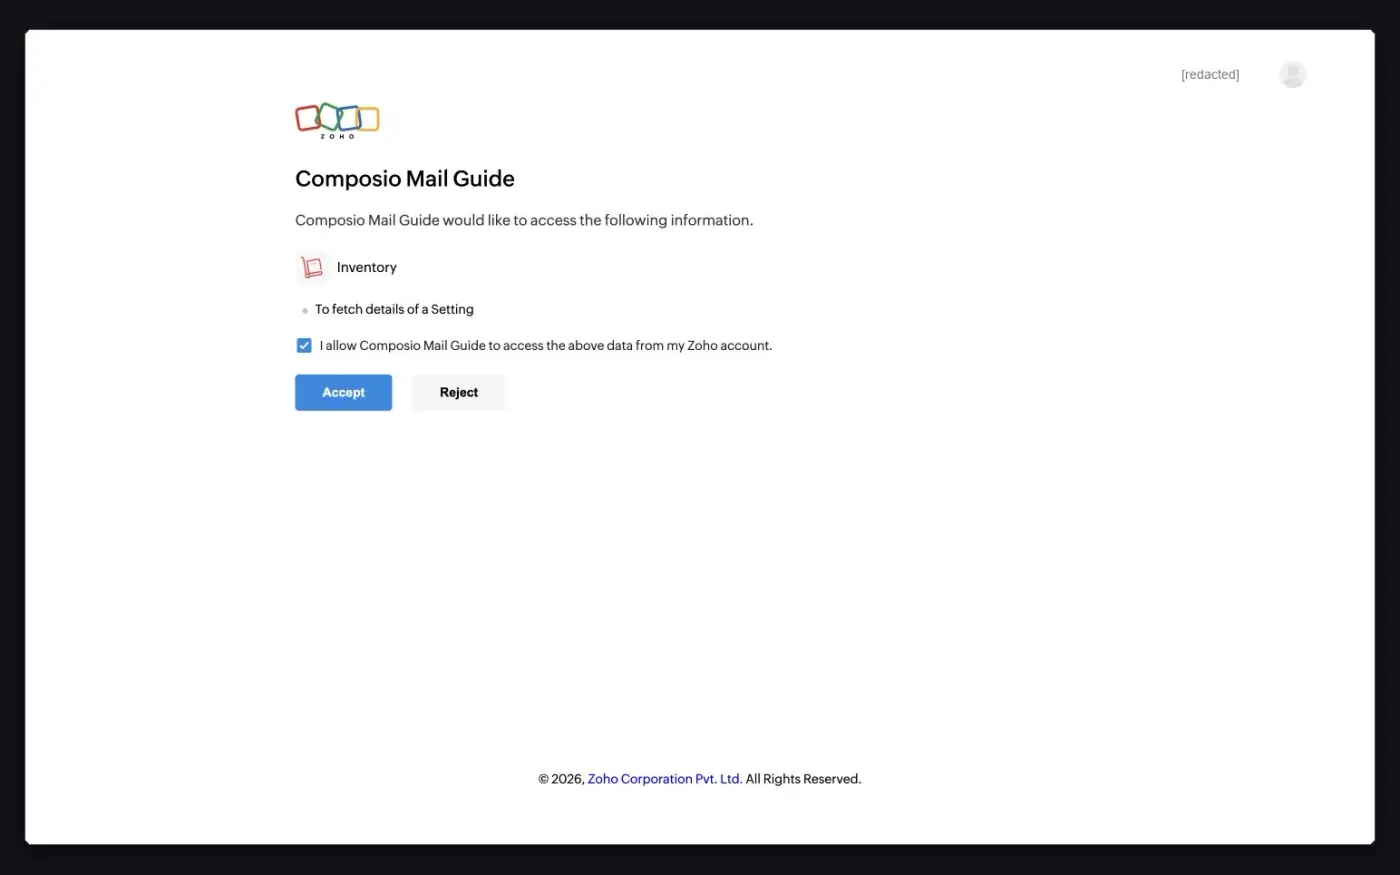 [redacted]
ZOHO
Composio Mail Guide
Composio Mail Guide would like to access the following information.
Inventory
To fetch details of a Setting
I allow Composio Mail Guide to access the above data from my Zoho account.
Accept
Reject
© 2026, Zoho Corporation Pvt. Ltd. All Rights Reserved.